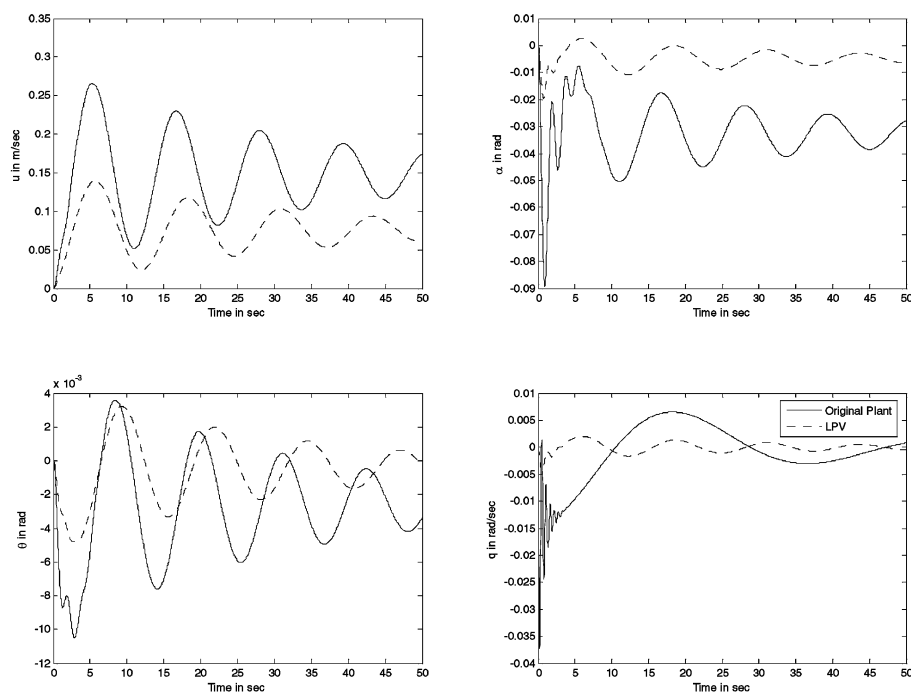 0.35
0.3
0.25
0.2
0.15
0.1
0.05
0
u in m/sec
0 5 10 15 20 25 30 35 40 45 50
Time in sec
0.01
0
-0.01
-0.02
-0.03
-0.04
-0.05
-0.06
-0.07
-0.08
-0.09
α in rad
0 5 10 15 20 25 30 35 40 45 50
Time in sec
x 10⁻³
4
2
0
-2
-4
-6
-8
-10
-12
θ in rad
0 5 10 15 20 25 30 35 40 45 50
Time in sec
0.01
0.005
0
-0.005
-0.01
-0.015
-0.02
-0.025
-0.03
-0.035
-0.04
q in rad/sec
Original Plant
LPV
0 5 10 15 20 25 30 35 40 45 50
Time in sec